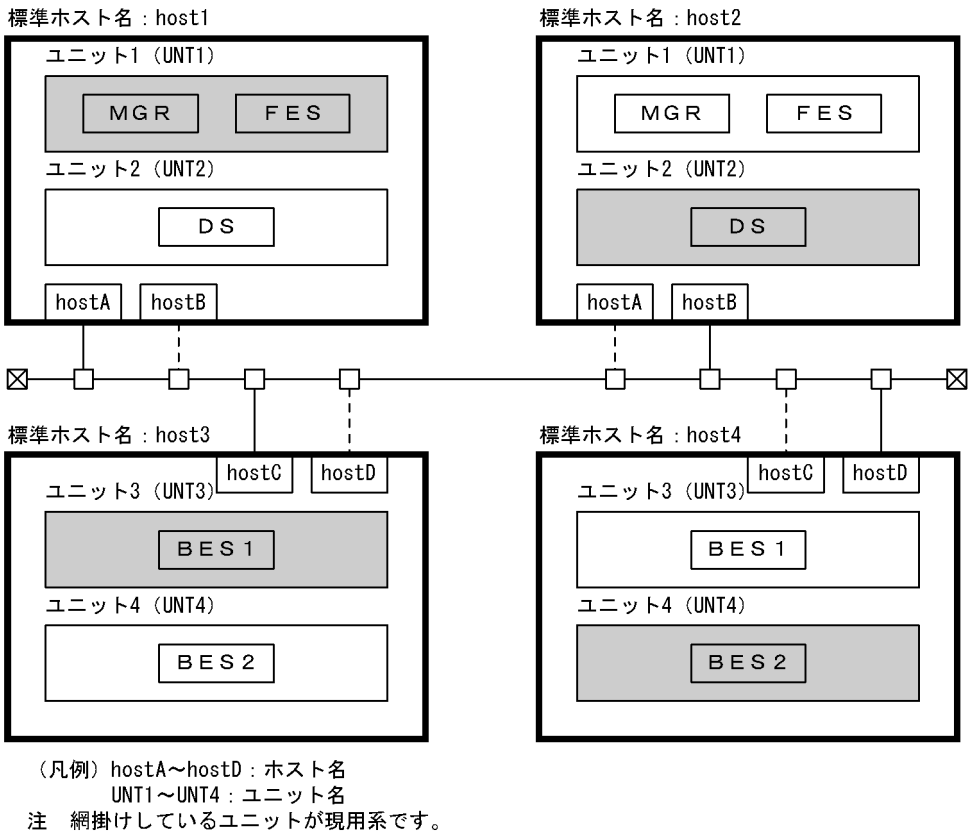 標準ホスト名：host1
ユニット1（UNT1）
ＭＧＲ ＦＥＳ
ユニット2（UNT2）
ＤＳ
hostA hostB
標準ホスト名：host2
ユニット1（UNT1）
ＭＧＲ ＦＥＳ
ユニット2（UNT2）
ＤＳ
hostA hostB
標準ホスト名：host3
hostC hostD
ユニット3（UNT3）
ＢＥＳ１
ユニット4（UNT4）
ＢＥＳ２
標準ホスト名：host4
hostC hostD
ユニット3（UNT3）
ＢＥＳ１
ユニット4（UNT4）
ＢＥＳ２
（凡例）hostA～hostD：ホスト名
UNT1～UNT4：ユニット名
注　網掛けしているユニットが現用系です。